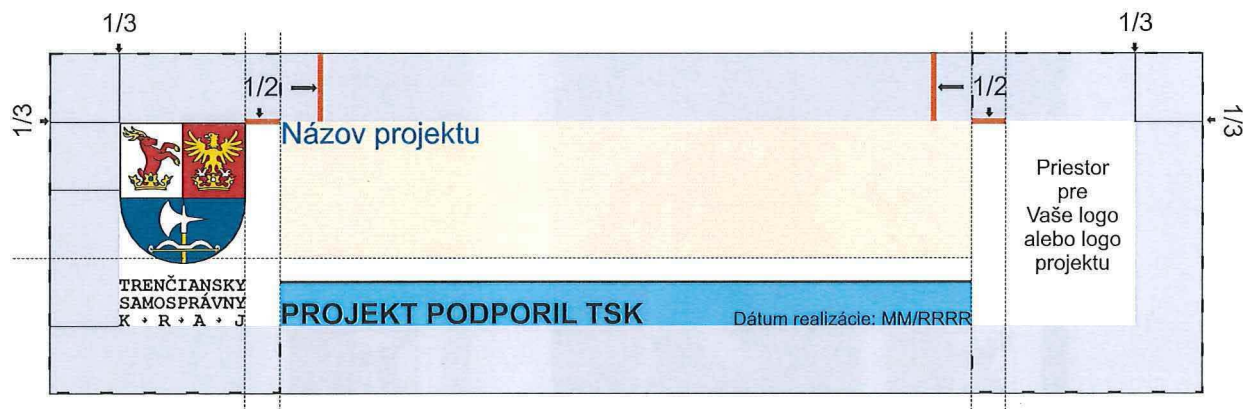 1/3
1/3
1/2
1/2
1/3
1/3
Názov projektu
Priestor
pre
Vaše logo
alebo logo
projektu
TRENČIANSKY
SAMOSPRÁVNY
K • R • A • J
PROJEKT PODPORIL TSK
Dátum realizácie: MM/RRRR